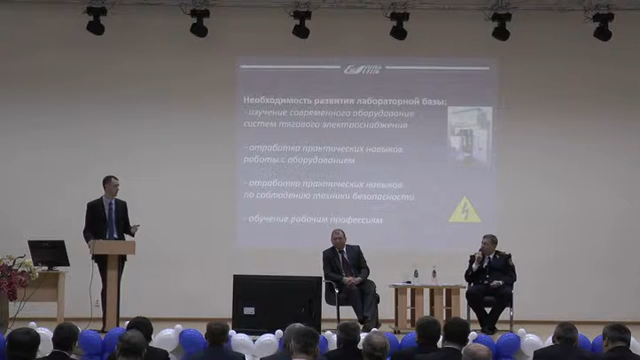 Необходимость развития лабораторной базы:
- изучение современного оборудования
систем тягового электроснабжения
- отработка практических навыков
работы с оборудованием
- отработка практических навыков
по соблюдению техники безопасности
- обучение рабочим профессиям